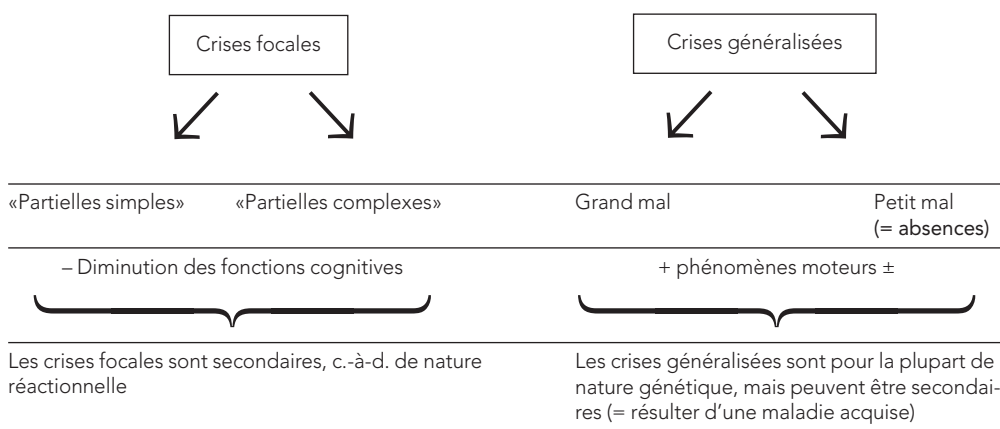 Crises focales
Crises généralisées
«Partielles simples»
«Partielles complexes»
Grand mal
Petit mal
(= absences)
– Diminution des fonctions cognitives
+ phénomènes moteurs ±
Les crises focales sont secondaires, c.-à-d. de nature
réactionnelle
Les crises généralisées sont pour la plupart de
nature génétique, mais peuvent être secondai-
res (= résulter d’une maladie acquise)